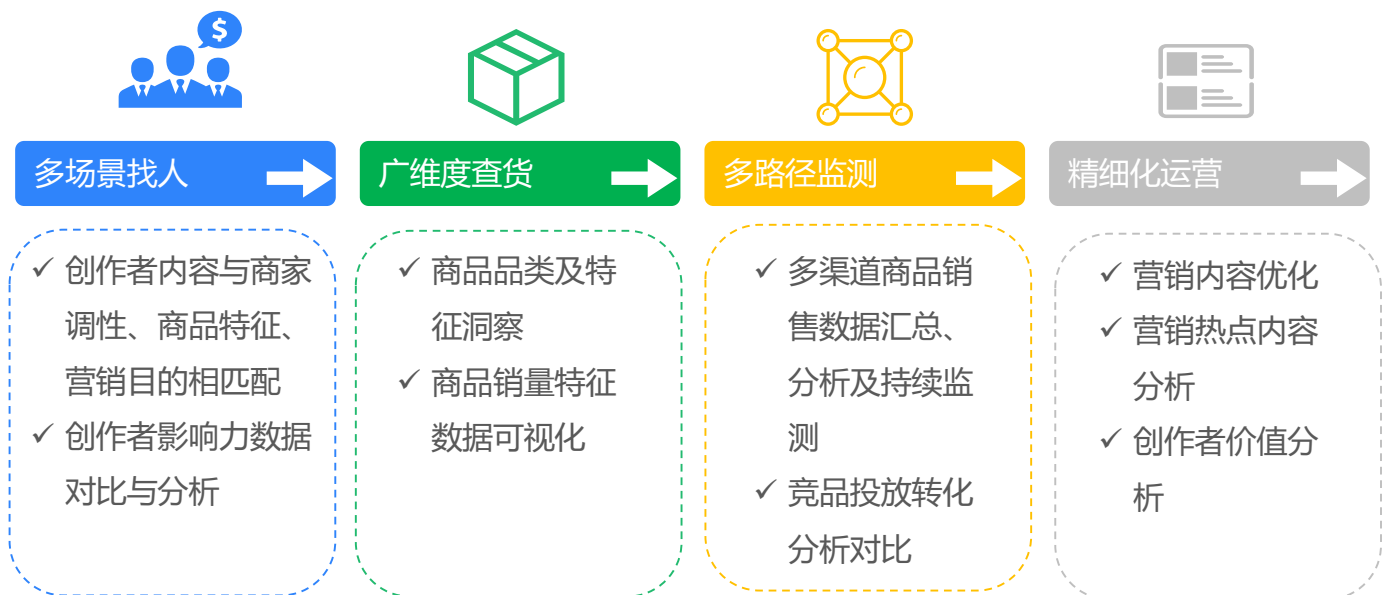 $
多场景找人
创作者内容与商家
调性、商品特征、
营销目的相匹配
创作者影响力数据
对比与分析
广维度查货
商品品类及特
征洞察
商品销量特征
数据可视化
多路径监测
多渠道商品销
售数据汇总、
分析及持续监
测
竞品投放转化
分析对比
精细化运营
营销内容优化
营销热点内容
分析
创作者价值分
析